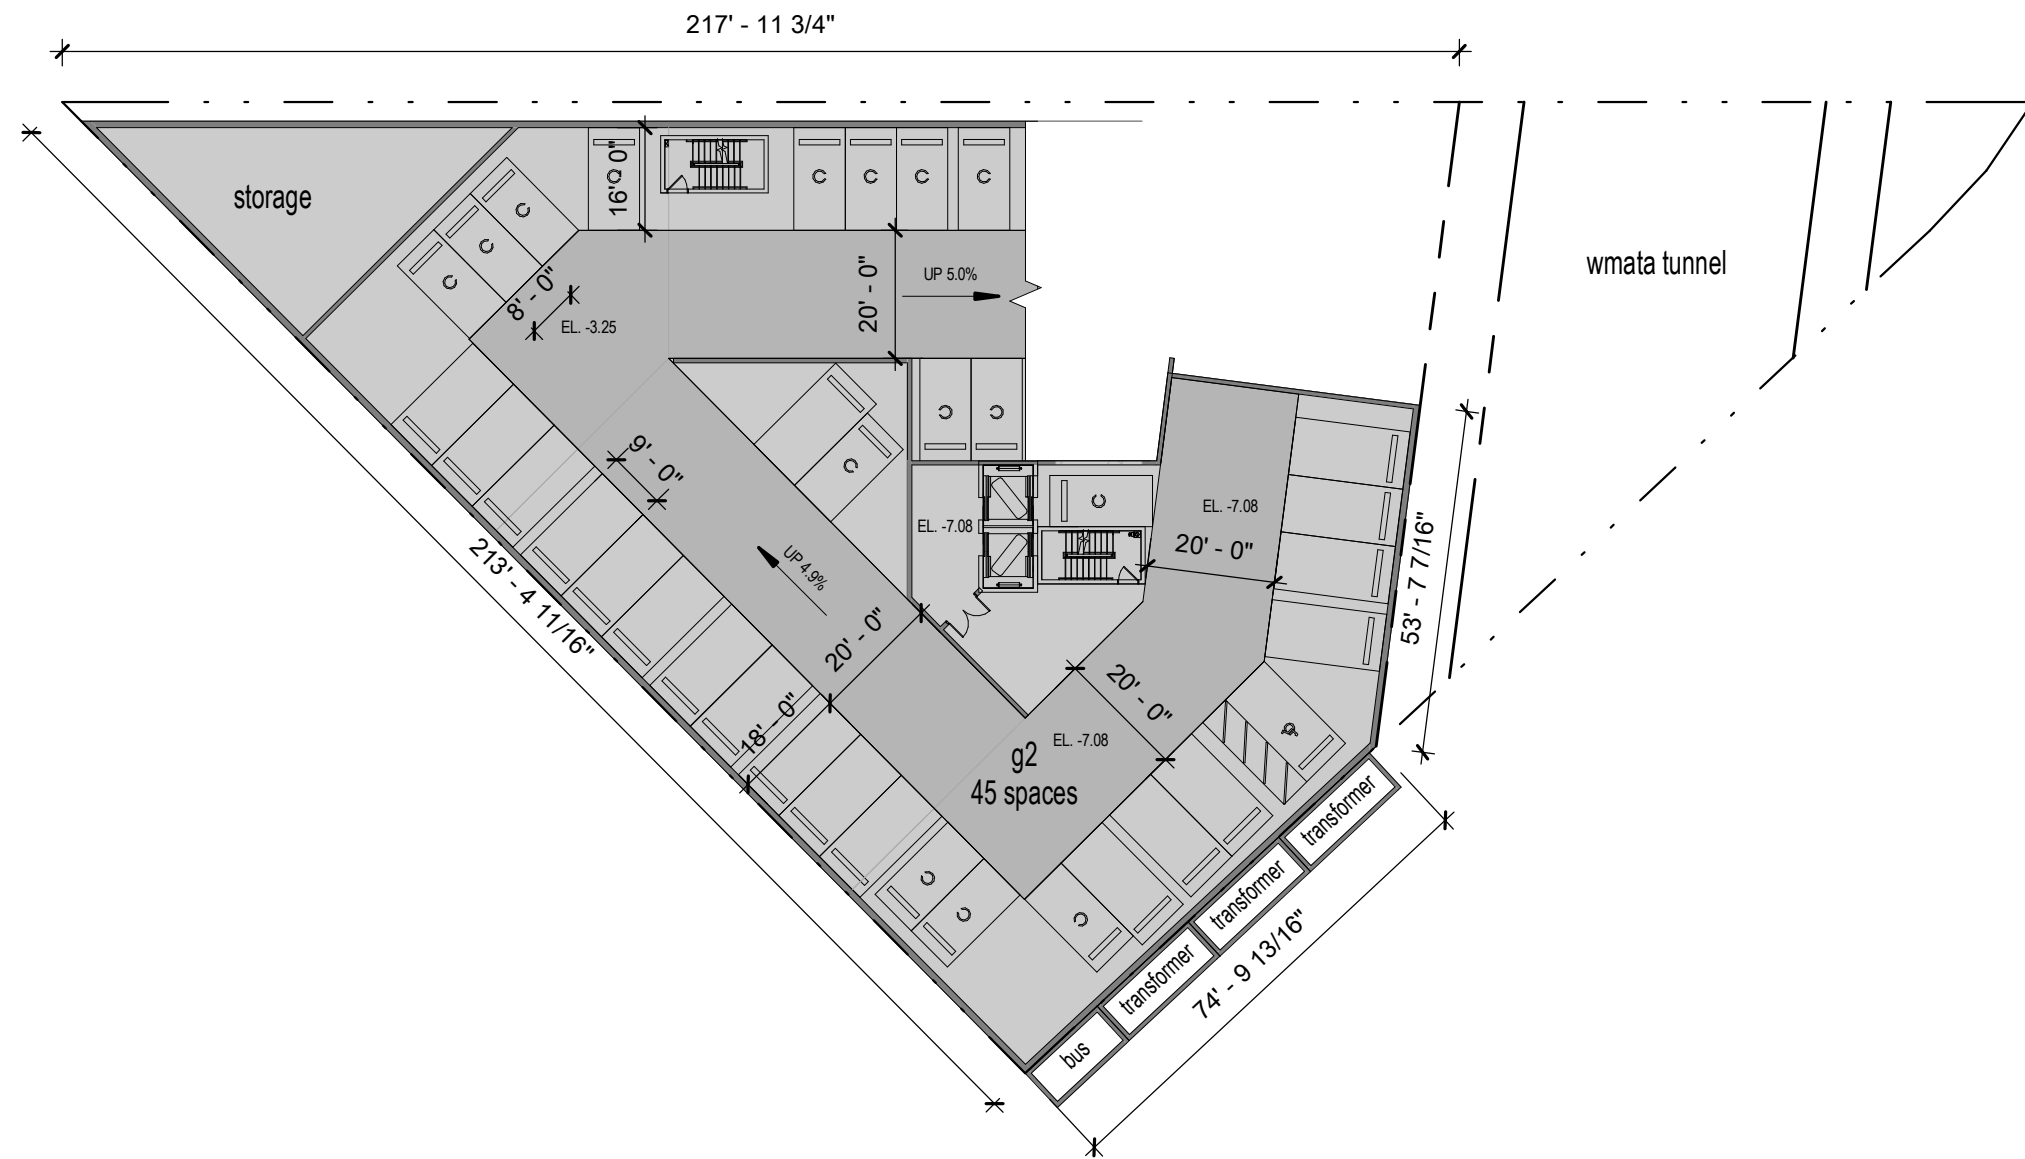 217' - 11 3/4"
storage
16' - 0"
C
C
C
C
C
C
C
C
wmata tunnel
20' - 0"
UP 5.0%
8' - 0"
EL. -3.25
C
C
9' - 0"
C
C
EL. -7.08
EL. -7.08
20' - 0"
53' - 7 7/16"
213' - 4 11/16"
UP 4.9%
20' - 0"
20' - 0"
18' - 0"
EL. -7.08
g2
45 spaces
C
C
C
transformer
transformer
transformer
bus
74' - 9 13/16"